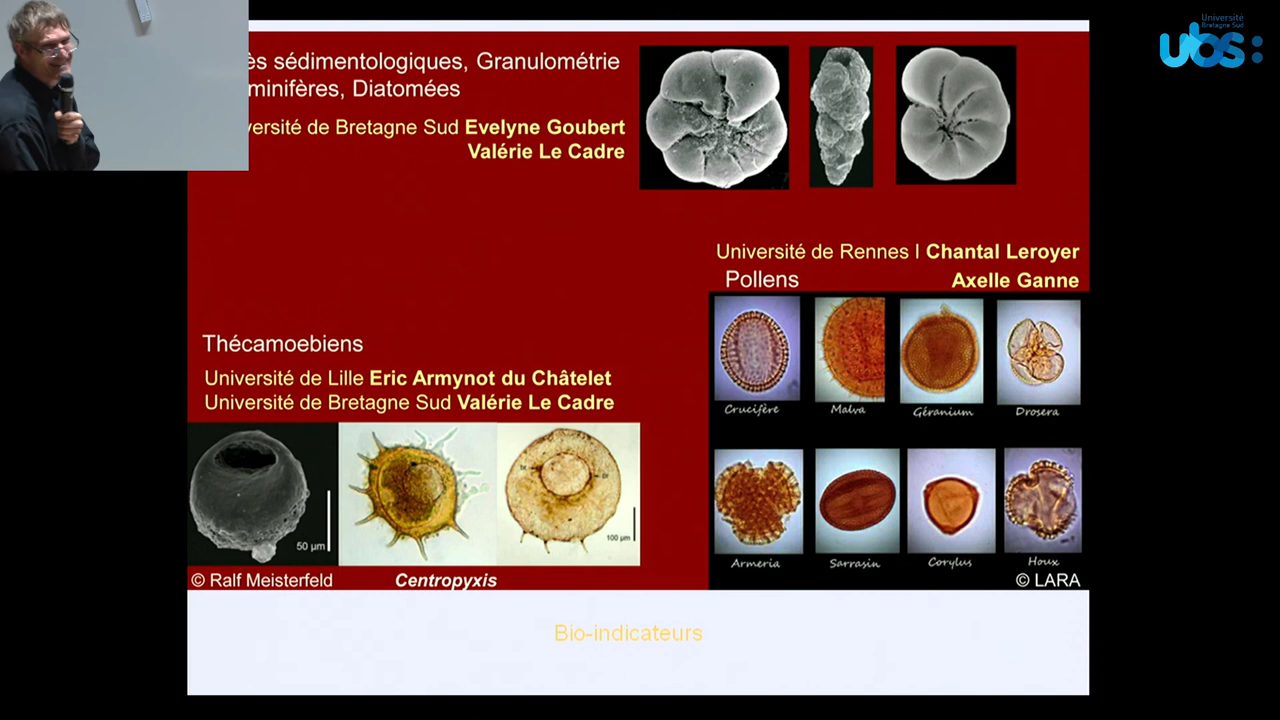 Université
Bretagne Sud
ubs:
ès sédimentologiques, Granulométrie
minifères, Diatomées
versité de Bretagne Sud Evelyne Goubert
Valérie Le Cadre
Université de Rennes I Chantal Leroyer
Pollens Axelle Ganne
Crucifère Malva Géranium Drosera
Armeria Sarrasin Corylus Houx
© LARA
Thécamoebiens
Université de Lille Eric Armynot du Châtelet
Université de Bretagne Sud Valérie Le Cadre
50 µm
100 µm
© Ralf Meisterfeld Centropyxis
Bio-indicateurs